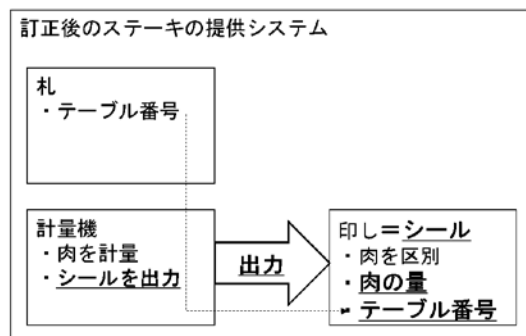 訂正後のステーキの提供システム
札
・テーブル番号
計量機
・肉を計量
・シールを出力
出力
印し＝シール
・肉を区別
・肉の量
・テーブル番号